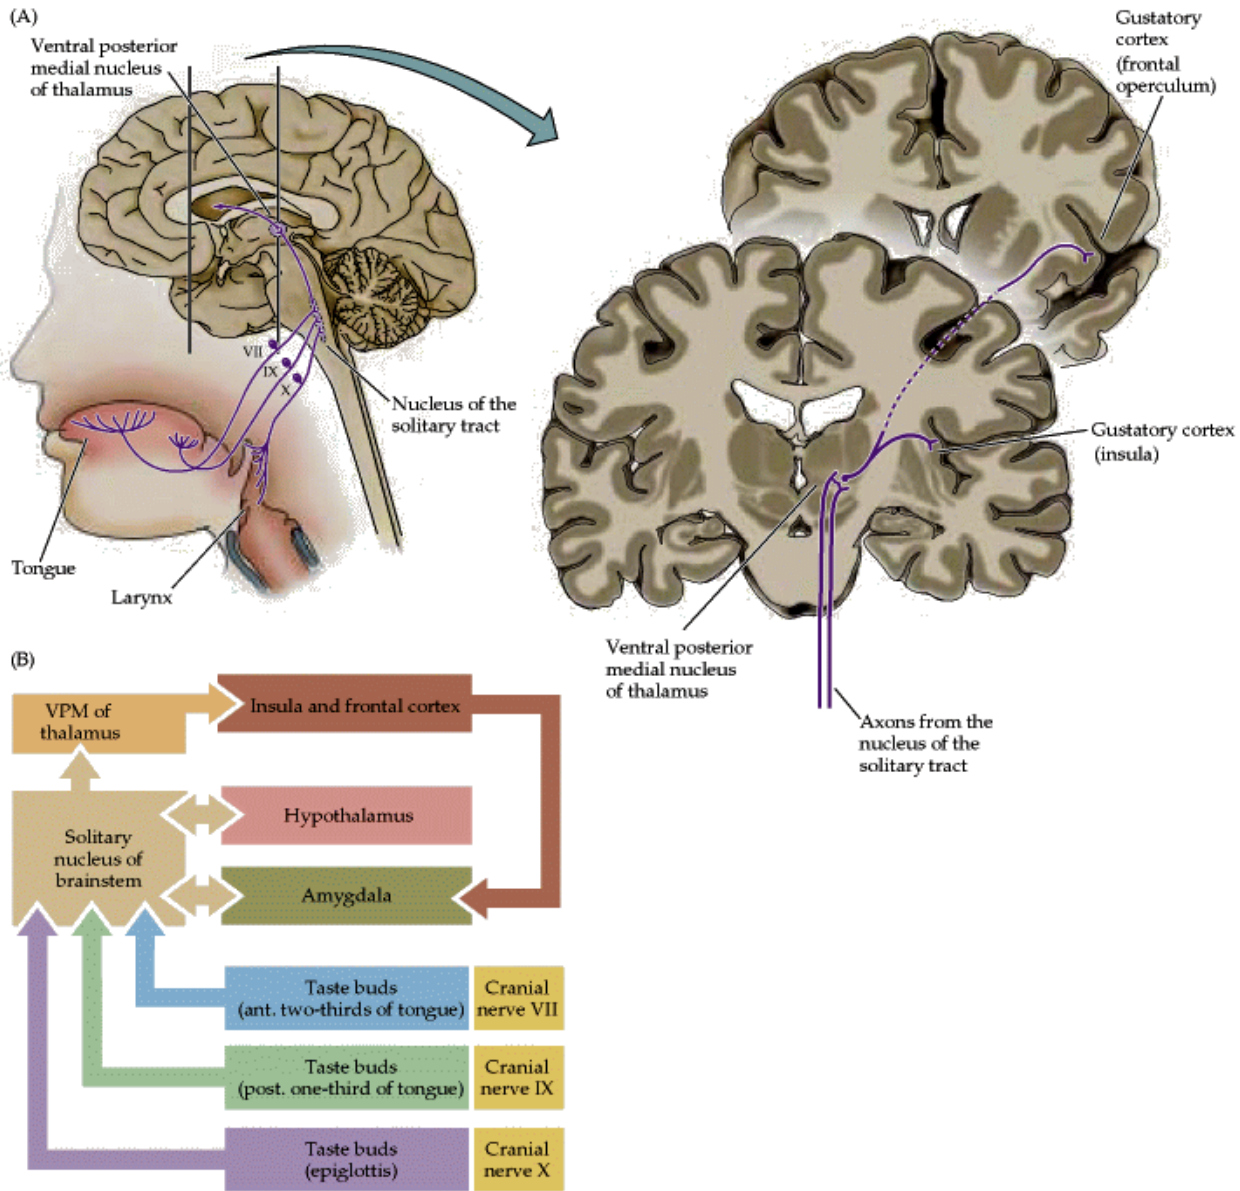 (A)
Ventral posterior
medial nucleus
of thalamus
VII
IX
X
Nucleus of the
solitary tract
Tongue
Larynx
Gustatory
cortex
(frontal
operculum)
Gustatory cortex
(insula)
Ventral posterior
medial nucleus
of thalamus
Axons from the
nucleus of the
solitary tract
(B)
VPM of
thalamus
Insula and frontal cortex
Hypothalamus
Solitary
nucleus of
brainstem
Amygdala
Taste buds
(ant. two-thirds of tongue)
Cranial
nerve VII
Taste buds
(post. one-third of tongue)
Cranial
nerve IX
Taste buds
(epiglottis)
Cranial
nerve X